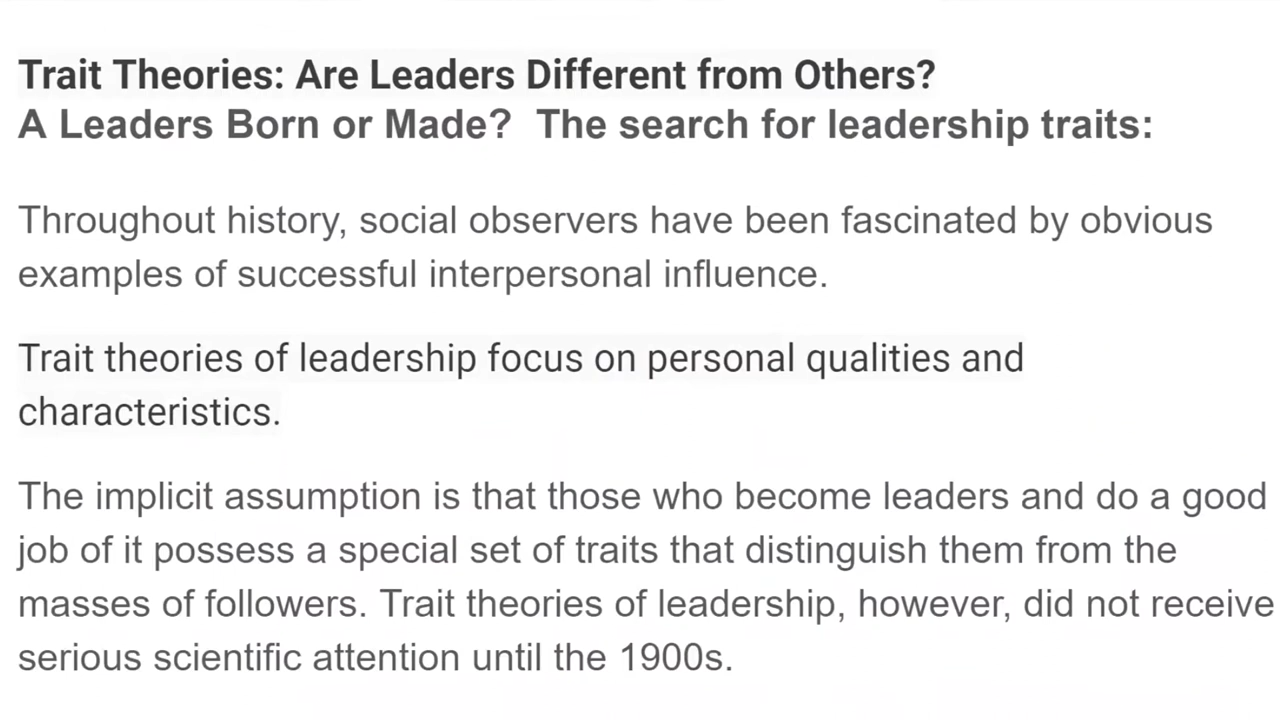 Trait Theories: Are Leaders Different from Others?
A Leaders Born or Made?  The search for leadership traits:
Throughout history, social observers have been fascinated by obvious
examples of successful interpersonal influence.
Trait theories of leadership focus on personal qualities and
characteristics.
The implicit assumption is that those who become leaders and do a good
job of it possess a special set of traits that distinguish them from the
masses of followers. Trait theories of leadership, however, did not receive
serious scientific attention until the 1900s.